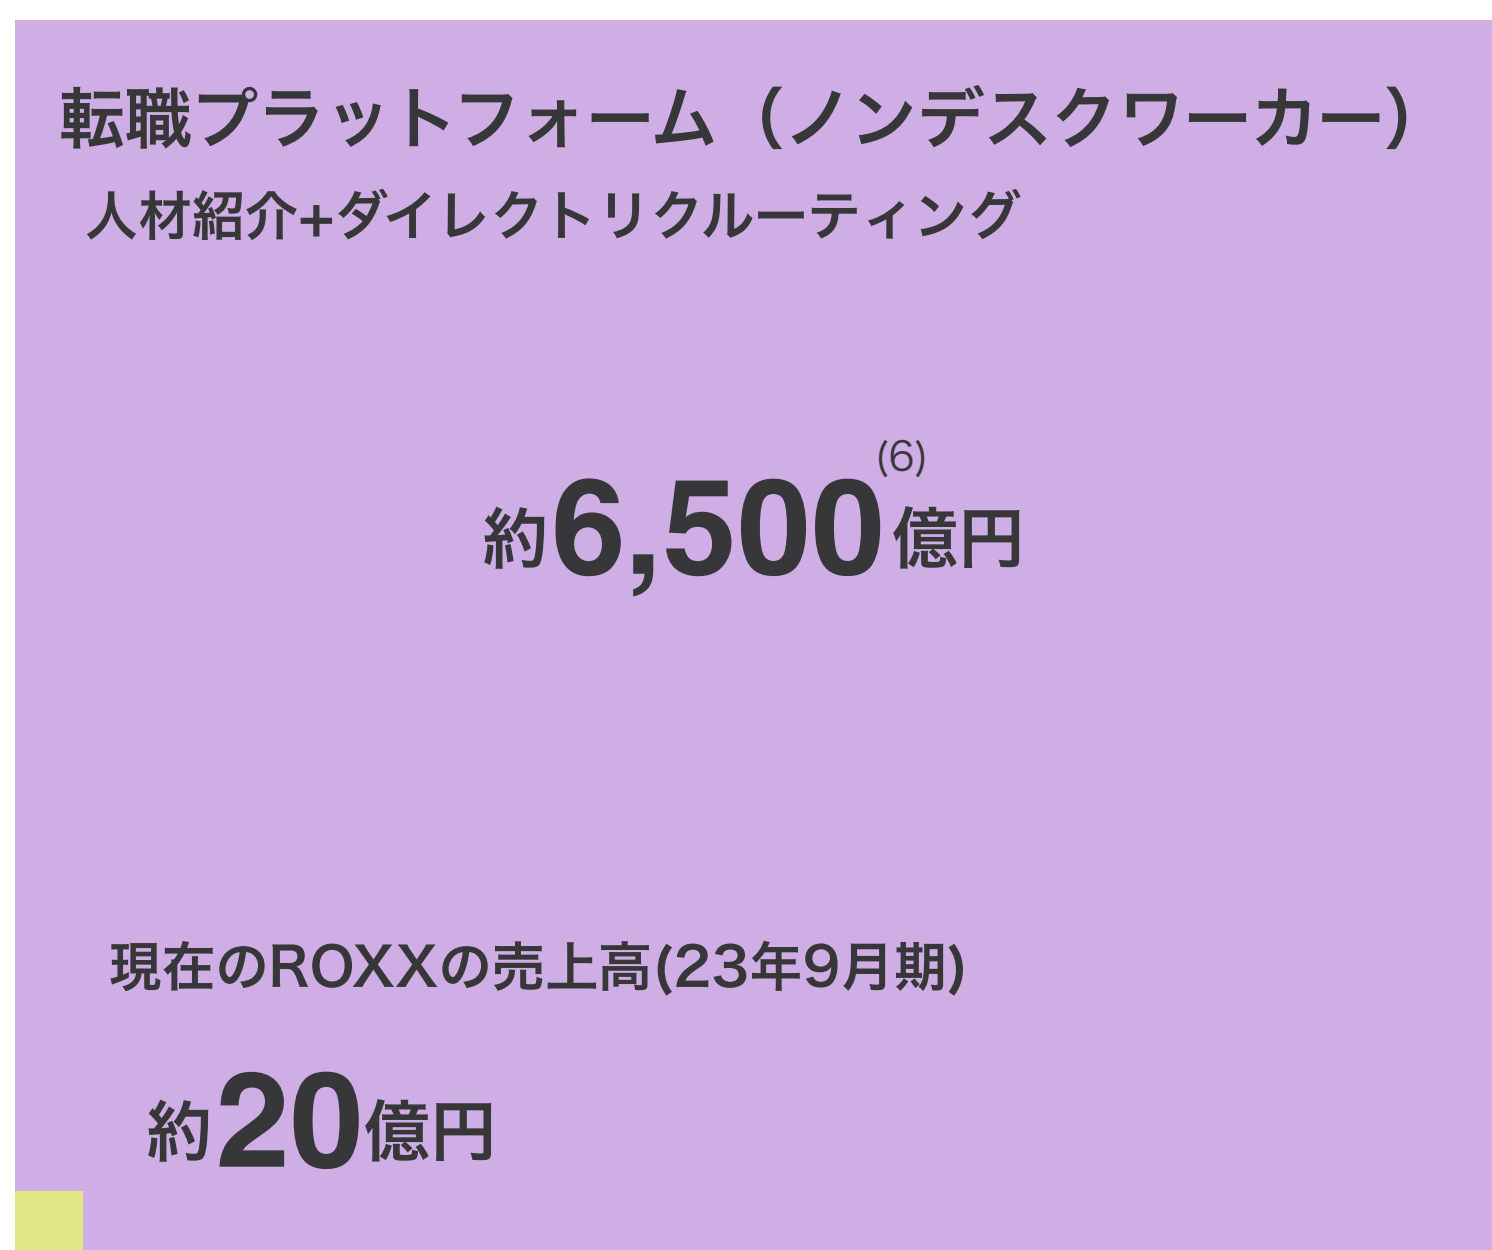 転職プラットフォーム（ノンデスクワーカー）
人材紹介+ダイレクトリクルーティング
約6,500(6)億円
現在のROXXの売上高(23年9月期)
約20億円